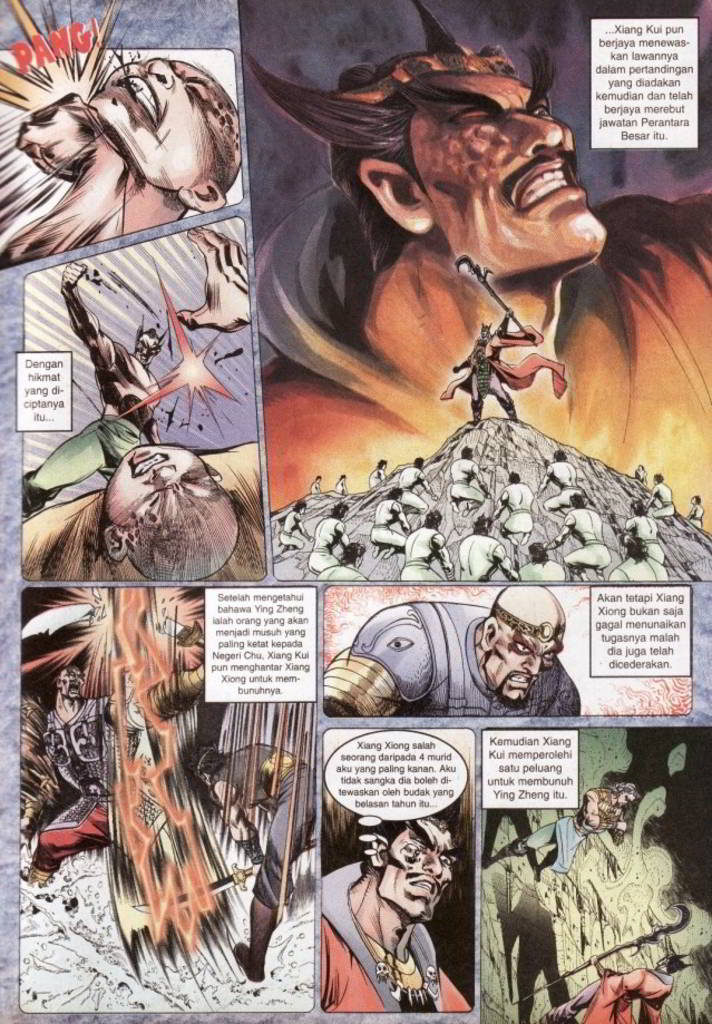 PANG!
Dengan
hikmat
yang di-
ciptanya
itu...
...Xiang Kui pun
berjaya menewas-
kan lawannya
dalam pertandingan
yang diadakan
kemudian dan telah
berjaya merebut
jawatan Perantara
Besar itu.
Setelah mengetahui
bahawa Ying Zheng
ialah orang yang akan
menjadi musuh yang
paling ketat kepada
Negeri Chu, Xiang Kui
pun menghantar Xiang
Xiong untuk mem-
bunuhnya.
Akan tetapi Xiang
Xiong bukan saja
gagal menunaikan
tugasnya malah
dia juga telah
dicederakan.
Xiang Xiong salah
seorang daripada 4 murid
aku yang paling kanan. Aku
tidak sangka dia boleh di-
tewaskan oleh budak yang
belasan tahun itu...
Kemudian Xiang
Kui memperolehi
satu peluang
untuk membunuh
Ying Zheng itu.